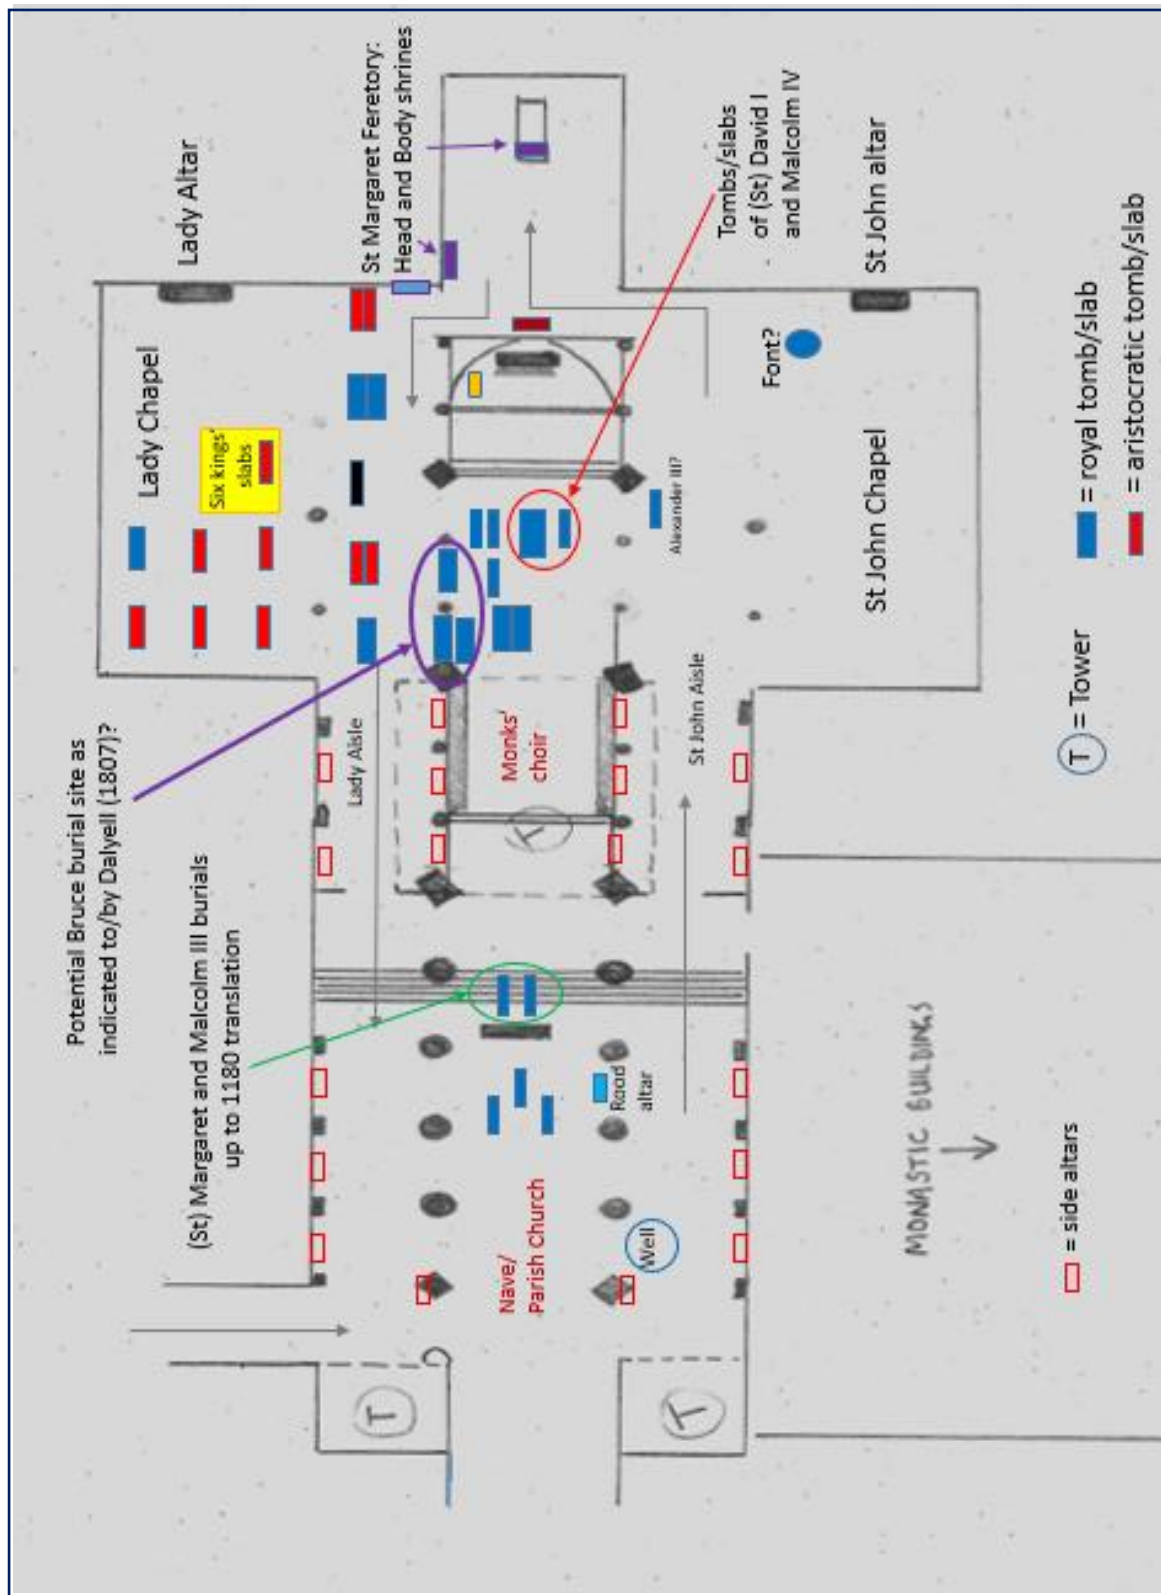 Potential Bruce burial site as
indicated to/by Dalyell (1807)?
(St) Margaret and Malcolm III burials
up to 1180 translation
Lady Chapel
Lady Altar
Six kings'
slabs
St Margaret Feretory:
Head and Body shrines
Lady Aisle
T
Nave/
Parish Church
Monks'
choir
T
Tombs/slabs
of (St) David I
and Malcolm IV
Rood
altar
Well
St John Aisle
Alexander III?
T
Font?
St John Chapel
St John altar
MONASTIC BUILDINGS
= side altars
T = Tower
= royal tomb/slab
= aristocratic tomb/slab